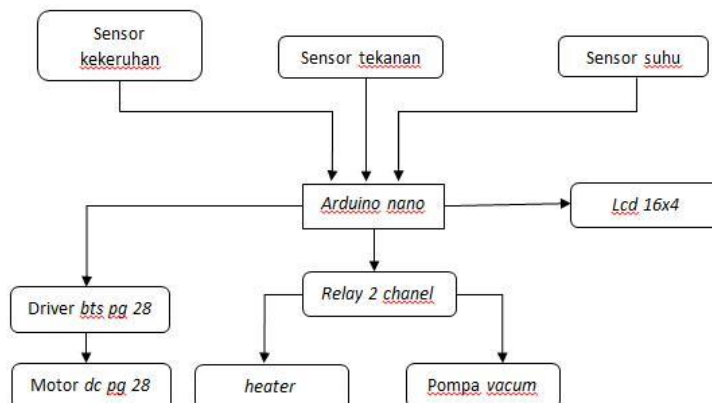 Sensor
kekeruhan
Sensor tekanan
Sensor suhu
Arduino nano
Lcd 16x4
Driver bts pg 28
Relay 2 chanel
Motor dc pg 28
heater
Pompa vacum